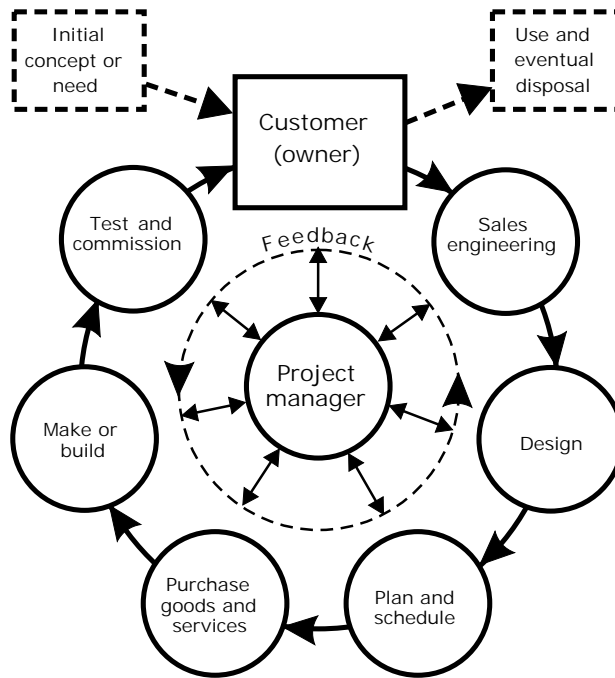 Initial
concept or
need
Use and
eventual
disposal
Customer
(owner)
Test and
commission
Feedback
Sales
engineering
Project
manager
Make or
build
Design
Purchase
goods and
services
Plan and
schedule